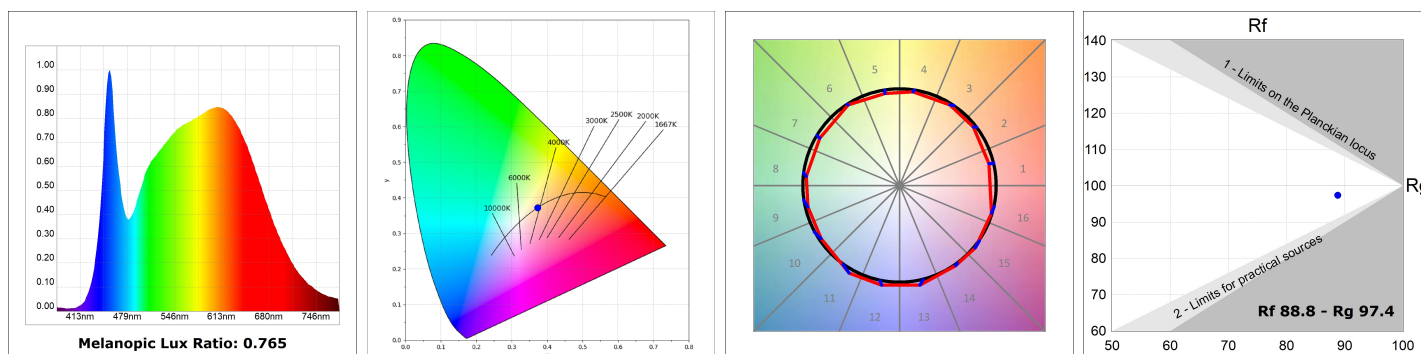 1.00
0.90
0.80
0.70
0.60
0.50
0.40
0.30
0.20
0.10
0.00
413nm 479nm 546nm 613nm 680nm 746nm
Melanopic Lux Ratio: 0.765
0.9
0.8
0.7
0.6
0.5
0.4
0.3
0.2
0.1
0.0
y
0.0 0.1 0.2 0.3 0.4 0.5 0.6 0.7 0.8
10000K
6000K
4000K
3000K
2500K
2000K
1667K
1
2
3
4
5
6
7
8
9
10
11
12
13
14
15
16
Rf
140
130
120
110
100
90
80
70
60
50 60 70 80 90 100
Rg
1 - Limits on the Planckian locus
2 - Limits for practical sources
Rf 88.8 - Rg 97.4